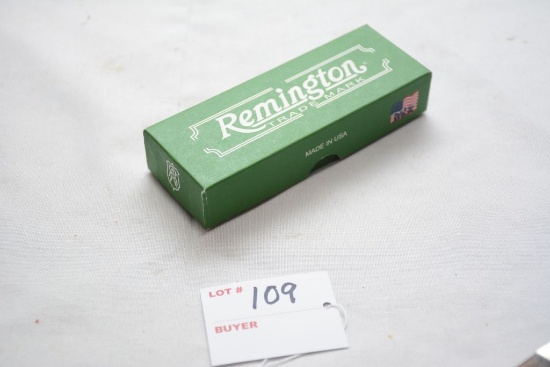 Remington
TRADE MARK
MADE IN USA
LOT # 109
BUYER